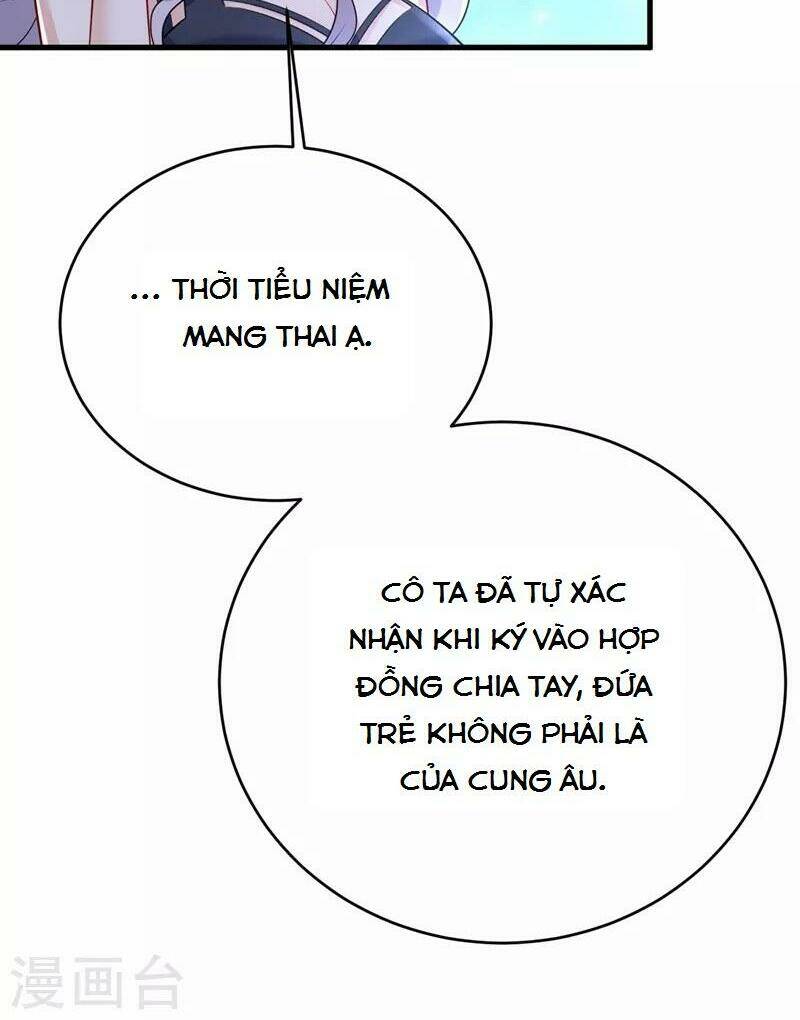 ... THỜI TIỂU NIỆM
MANG THAI Ạ.
CÔ TA ĐÃ TỰ XÁC
NHẬN KHI KÝ VÀO HỢP
ĐỒNG CHIA TAY, ĐỨA
TRẺ KHÔNG PHẢI LÀ
CỦA CUNG ÂU.
漫画台